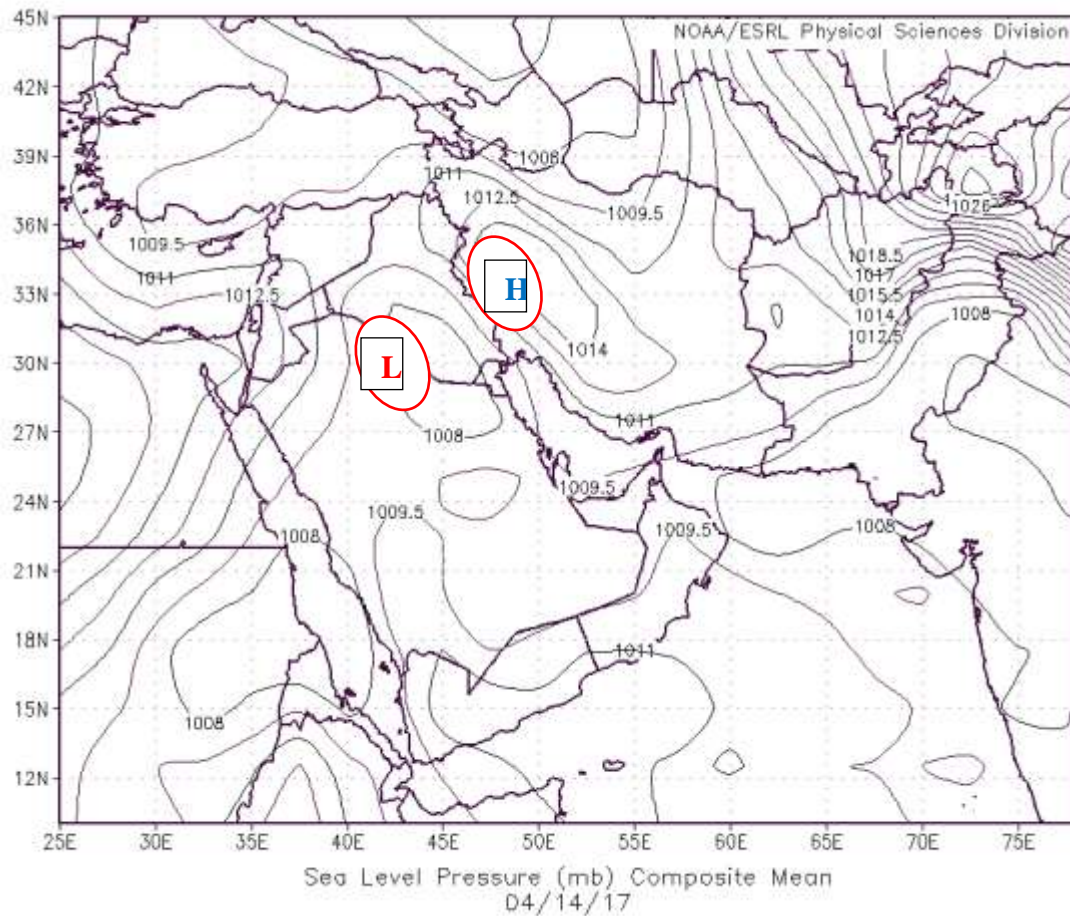 45N
NOAA/ESRL Physical Sciences Division
42N
39N
1008
1011
1012.5
1026
36N
1009.5
1009.5
1018.5
1011
1017
33N
1012.5
H
1015.5
1014
1008
1014
1012.5
30N
L
27N
1008
1011
24N
1009.5
1009.5
1008
1009.5
1008
21N
18N
1011
15N
1008
12N
25E 30E 35E 40E 45E 50E 55E 60E 65E 70E 75E
Sea Level Pressure (mb) Composite Mean
D4/14/17